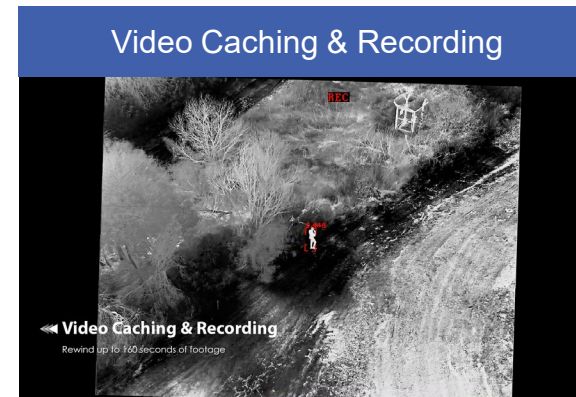 Video Caching & Recording
REC
Video Caching & Recording
Rewind up to 160 seconds of footage